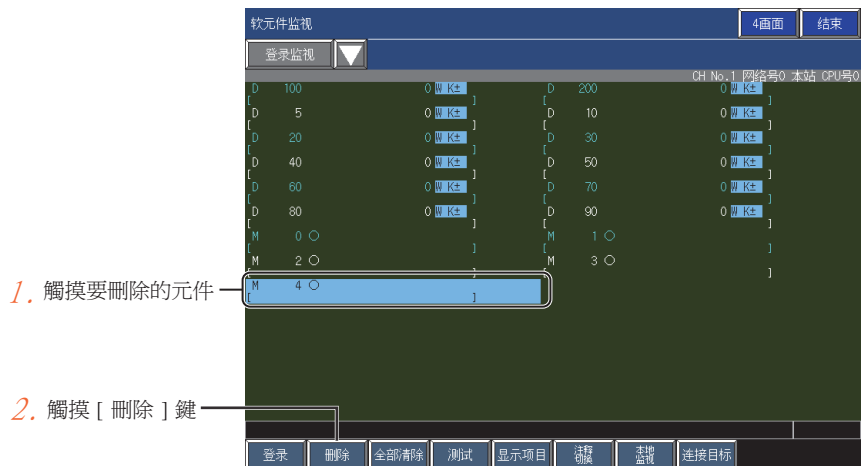 软元件监视 4画面 结束
登录监视
CH No.1 网络号0 本站 CPU号0
D 100 0 W K± D 200 0 W K±
[ ] [ ]
D 5 0 W K± D 10 0 W K±
[ ] [ ]
D 20 0 W K± D 30 0 W K±
[ ] [ ]
D 40 0 W K± D 50 0 W K±
[ ] [ ]
D 60 0 W K± D 70 0 W K±
[ ] [ ]
D 80 0 W K± D 90 0 W K±
[ ] [ ]
M 0 ○ M 1 ○
[ ] [ ]
M 2 ○ M 3 ○
[ ] [ ]
M 4 ○
[ ]
1. 觸摸要刪除的元件
2. 觸摸 [ 刪除 ] 鍵
登录 删除 全部清除 测试 显示项目 注释切换 本地监视 连接目标